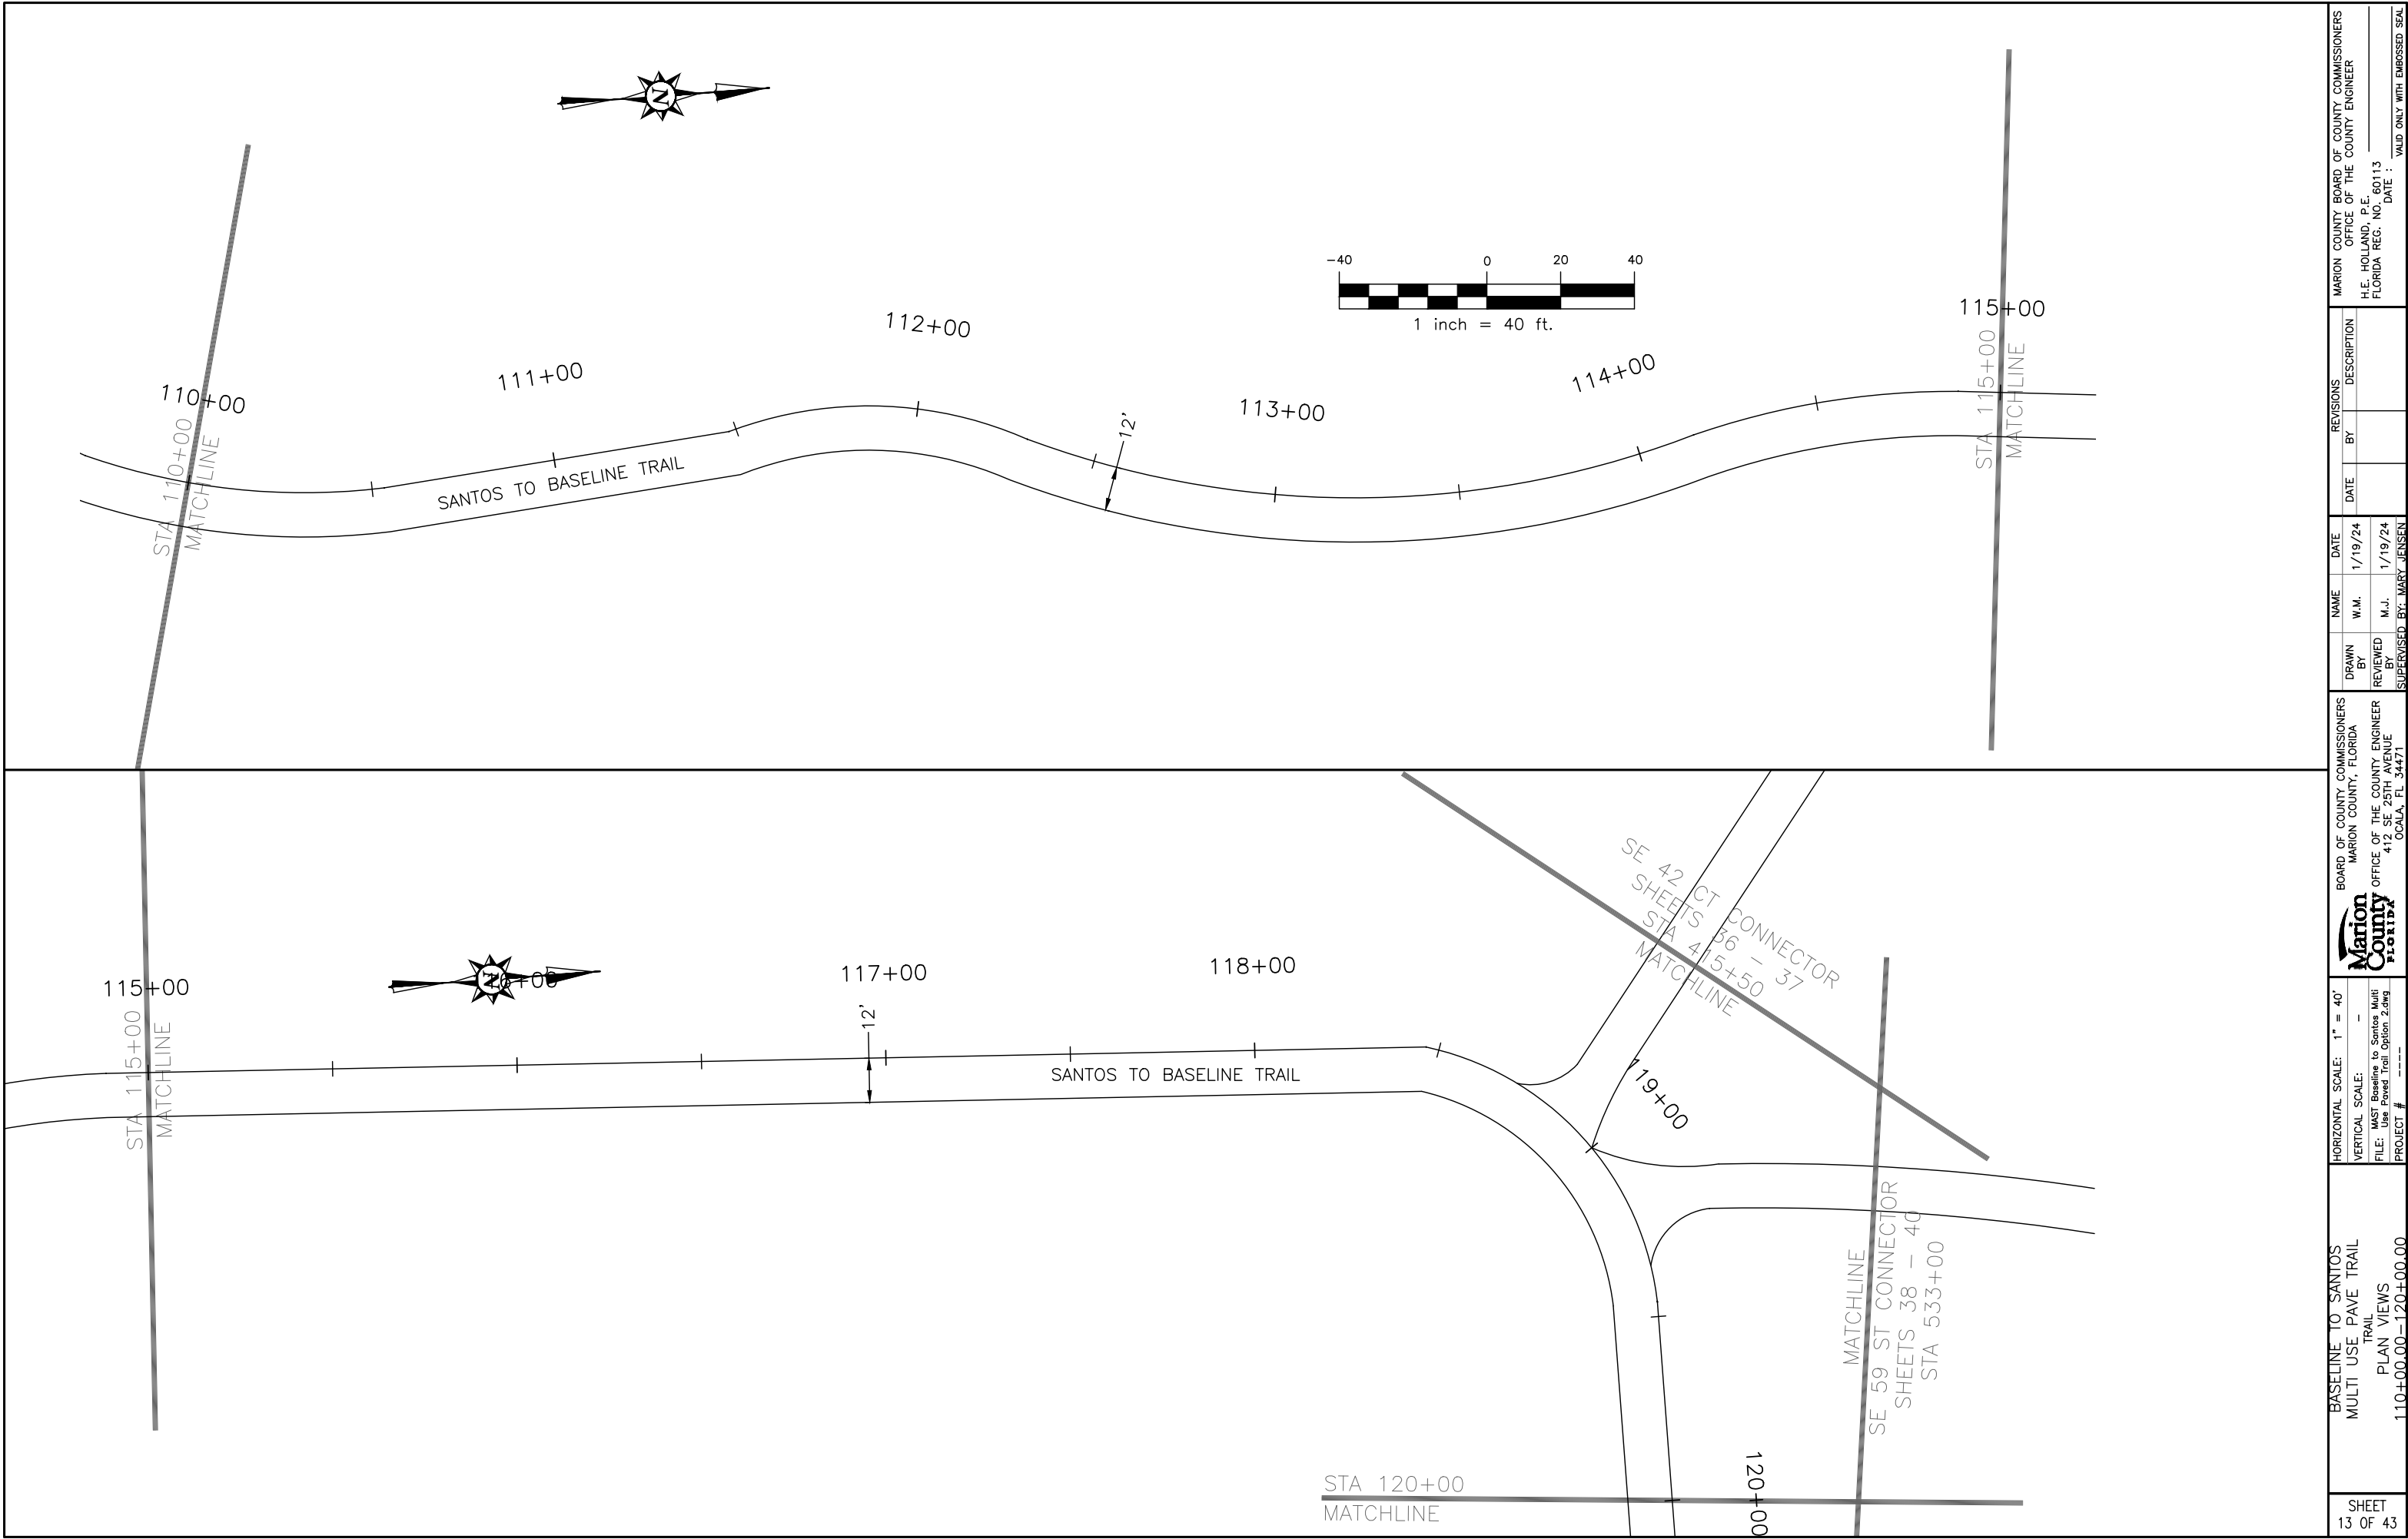 N
-40 0 20 40
1 inch = 40 ft.
110+00
111+00
112+00
113+00
114+00
115+00
STA 110+00
MATCHLINE
SANTOS TO BASELINE TRAIL
12'
STA 115+00
MATCHLINE
115+00
STA 115+00
MATCHLINE
N
117+00
118+00
12'
SANTOS TO BASELINE TRAIL
SE 42 CT CONNECTOR
SHEETS 36 - 37
STA 415+50
MATCHLINE
119+00
MATCHLINE
SE 59 ST CONNECTOR
SHEETS 38 - 40
STA 533+00
120+00
STA 120+00
MATCHLINE
MARION COUNTY BOARD OF COUNTY COMMISSIONERS
OFFICE OF THE COUNTY ENGINEER
H.E. HOLLAND, P.E.
FLORIDA REG. NO. 60113
DATE :
VALID ONLY WITH EMBOSSED SEAL
REVISIONS
DATE BY DESCRIPTION
NAME DATE
DRAWN BY W.M. 1/19/24
REVIEWED BY M.J. 1/19/24
SUPERVISED BY: MARY JENSEN
BOARD OF COUNTY COMMISSIONERS
MARION COUNTY, FLORIDA
OFFICE OF THE COUNTY ENGINEER
412 SE 25TH AVENUE
OCALA, FL 34471
Marion
County
FLORIDA
HORIZONTAL SCALE: 1" = 40'
VERTICAL SCALE: -
FILE: MAST Baseline to Santos Multi
Use Paved Trail Option 2.dwg
PROJECT # ----
BASELINE TO SANTOS
MULTI USE PAVE TRAIL
TRAIL
PLAN VIEWS
110+00.00-120+00.00
SHEET
13 OF 43